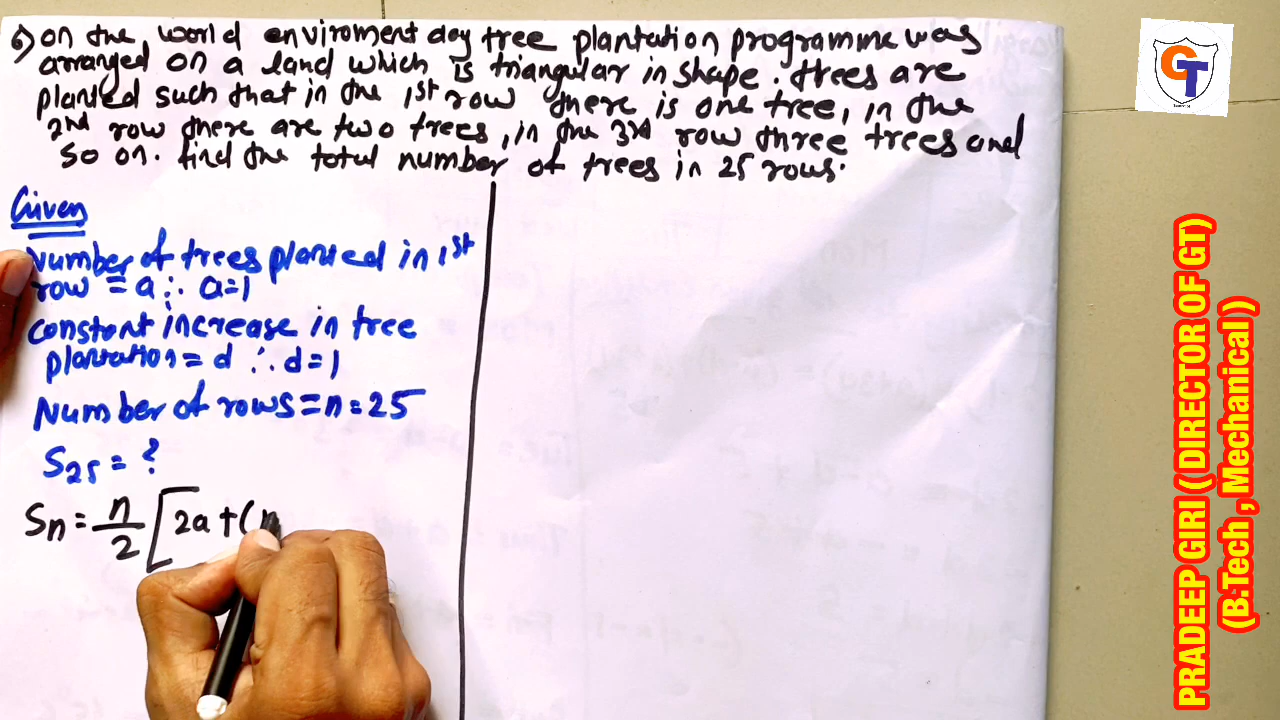 6) on the world enviroment day tree plantation programme was
arranged on a land which is triangular in shape. trees are
planted such that in the 1st row there is one tree, in the
2nd row there are two trees, in the 3rd row three trees and
so on. find the total number of trees in 25 rows.
Given
Number of trees planted in 1st
row = a ∴ a=1
constant increase in tree
plantation = d ∴ d=1
Number of rows = n = 25
S25 = ?
Sn = n/2 [2a + (n
GT
PRADEEP GIRI ( DIRECTOR OF GT)
(B.Tech , Mechanical )